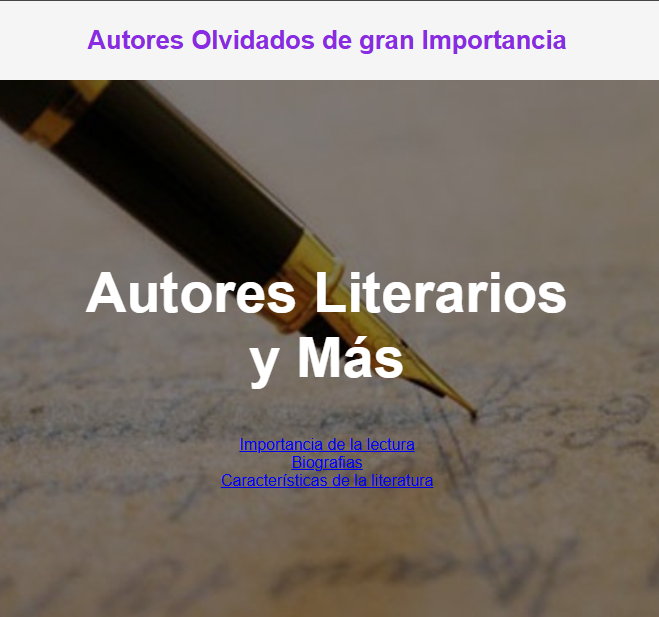 Autores Olvidados de gran Importancia
Autores Literarios
y Más
Importancia de la lectura
Biografias
Características de la literatura